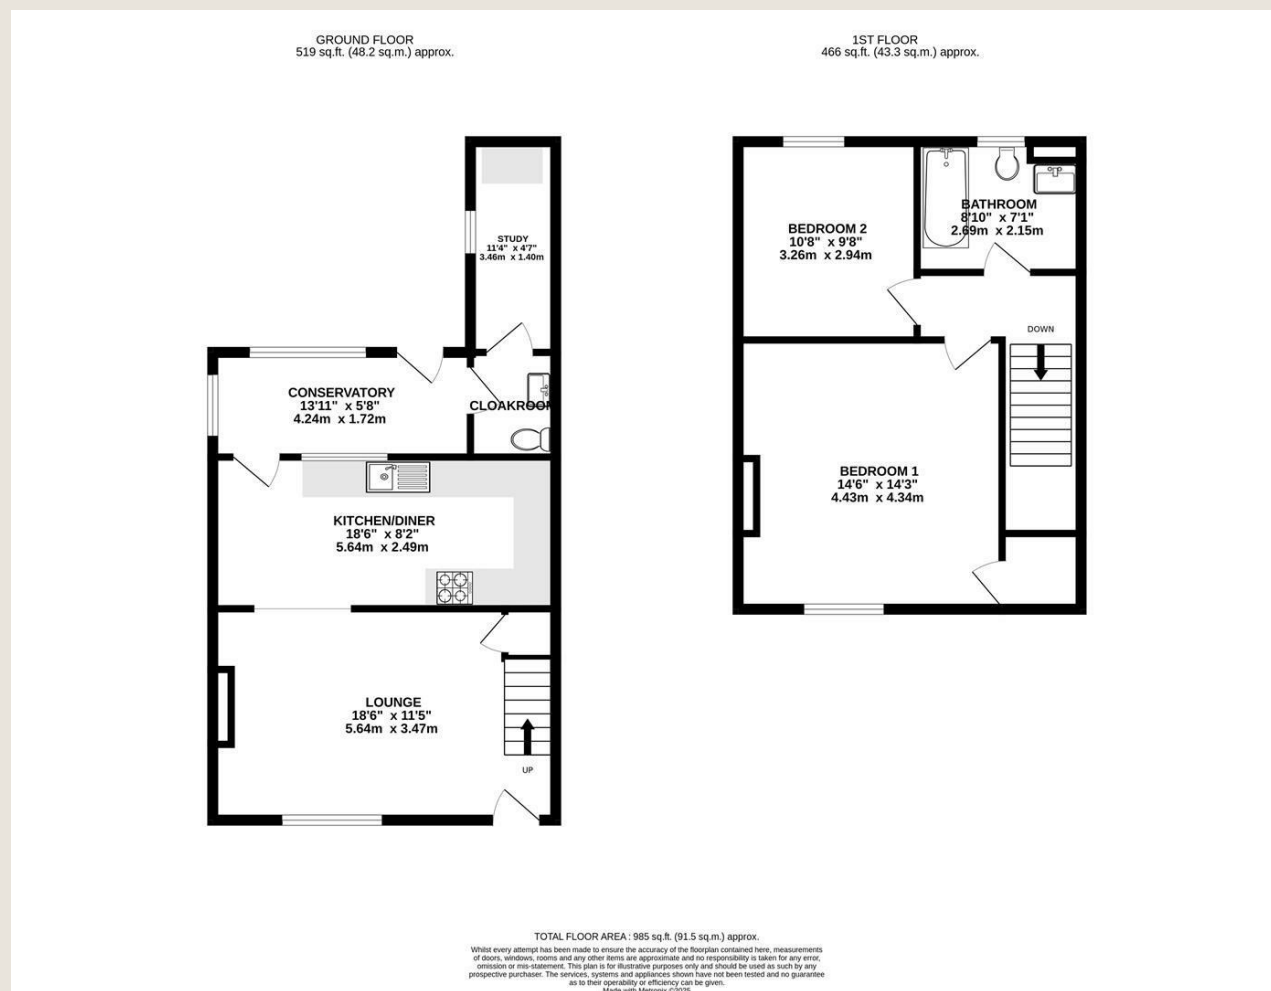 GROUND FLOOR
519 sq.ft. (48.2 sq.m.) approx.
1ST FLOOR
466 sq.ft. (43.3 sq.m.) approx.
STUDY
11'4" x 4'7"
3.46m x 1.40m
CONSERVATORY
13'11" x 5'8"
4.24m x 1.72m
CLOAKROOM
KITCHEN/DINER
18'6" x 8'2"
5.64m x 2.49m
LOUNGE
18'6" x 11'5"
5.64m x 3.47m
UP
BEDROOM 2
10'8" x 9'8"
3.26m x 2.94m
BATHROOM
8'10" x 7'1"
2.69m x 2.15m
DOWN
BEDROOM 1
14'6" x 14'3"
4.43m x 4.34m
TOTAL FLOOR AREA : 985 sq.ft. (91.5 sq.m.) approx.
Whilst every attempt has been made to ensure the accuracy of the floorplan contained here, measurements
of doors, windows, rooms and any other items are approximate and no responsibility is taken for any error,
omission or mis-statement. This plan is for illustrative purposes only and should be used as such by any
prospective purchaser. The services, systems and appliances shown have not been tested and no guarantee
as to their operability or efficiency can be given.
Made with Metropix ©2025